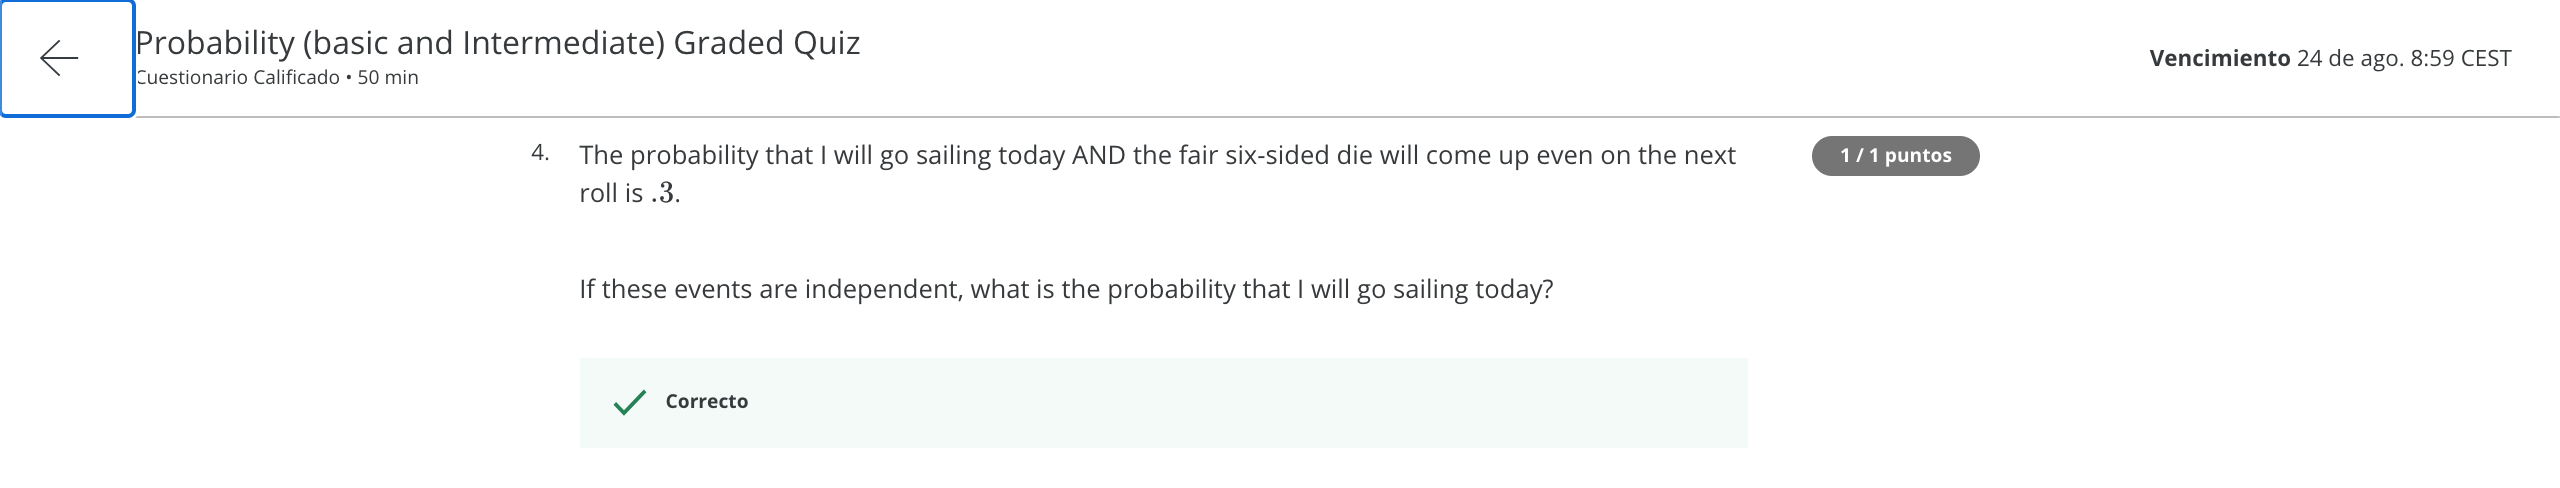 Probability (basic and Intermediate) Graded Quiz
Cuestionario Calificado • 50 min
Vencimiento 24 de ago. 8:59 CEST
4. The probability that I will go sailing today AND the fair six-sided die will come up even on the next
roll is .3.
1 / 1 puntos
If these events are independent, what is the probability that I will go sailing today?
Correcto